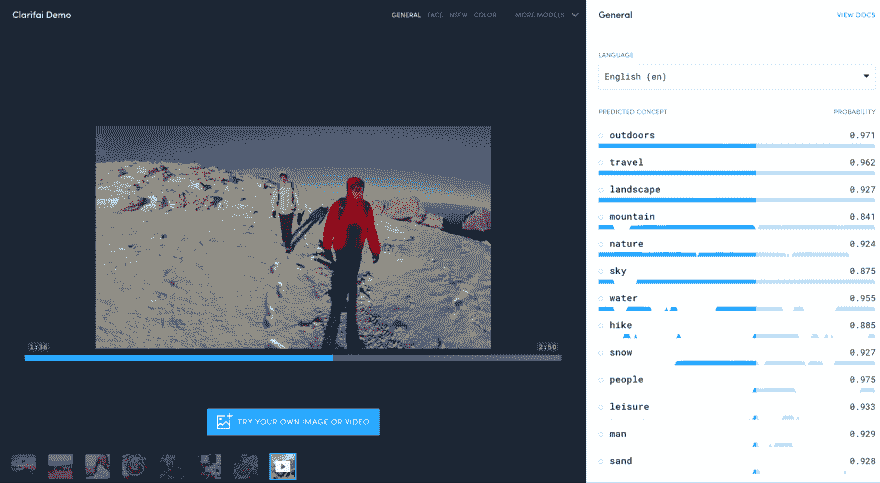 Clarifai Demo
GENERAL FACE NSFW COLOR MORE MODELS
General
VIEW DOCS
LANGUAGE
English (en)
PREDICTED CONCEPT PROBABILITY
outdoors 0.971
travel 0.962
landscape 0.927
mountain 0.841
nature 0.924
sky 0.875
water 0.955
hike 0.885
snow 0.927
people 0.975
leisure 0.933
man 0.929
sand 0.928
1:38
2:50
TRY YOUR OWN IMAGE OR VIDEO